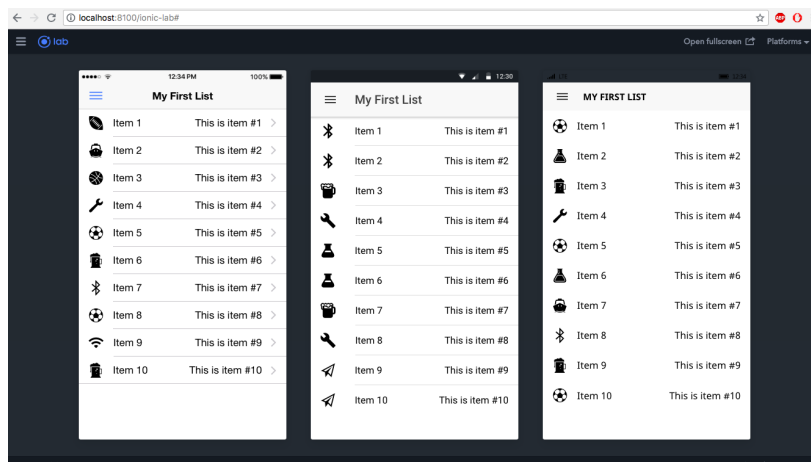 localhost:8100/ionic-lab#
ABP
lab
Open fullscreen
Platforms
12:34 PM
100%
My First List
Item 1 This is item #1
Item 2 This is item #2
Item 3 This is item #3
Item 4 This is item #4
Item 5 This is item #5
Item 6 This is item #6
Item 7 This is item #7
Item 8 This is item #8
Item 9 This is item #9
Item 10 This is item #10
12:30
My First List
Item 1 This is item #1
Item 2 This is item #2
Item 3 This is item #3
Item 4 This is item #4
Item 5 This is item #5
Item 6 This is item #6
Item 7 This is item #7
Item 8 This is item #8
Item 9 This is item #9
Item 10 This is item #10
LTE
12:34
MY FIRST LIST
Item 1 This is item #1
Item 2 This is item #2
Item 3 This is item #3
Item 4 This is item #4
Item 5 This is item #5
Item 6 This is item #6
Item 7 This is item #7
Item 8 This is item #8
Item 9 This is item #9
Item 10 This is item #10